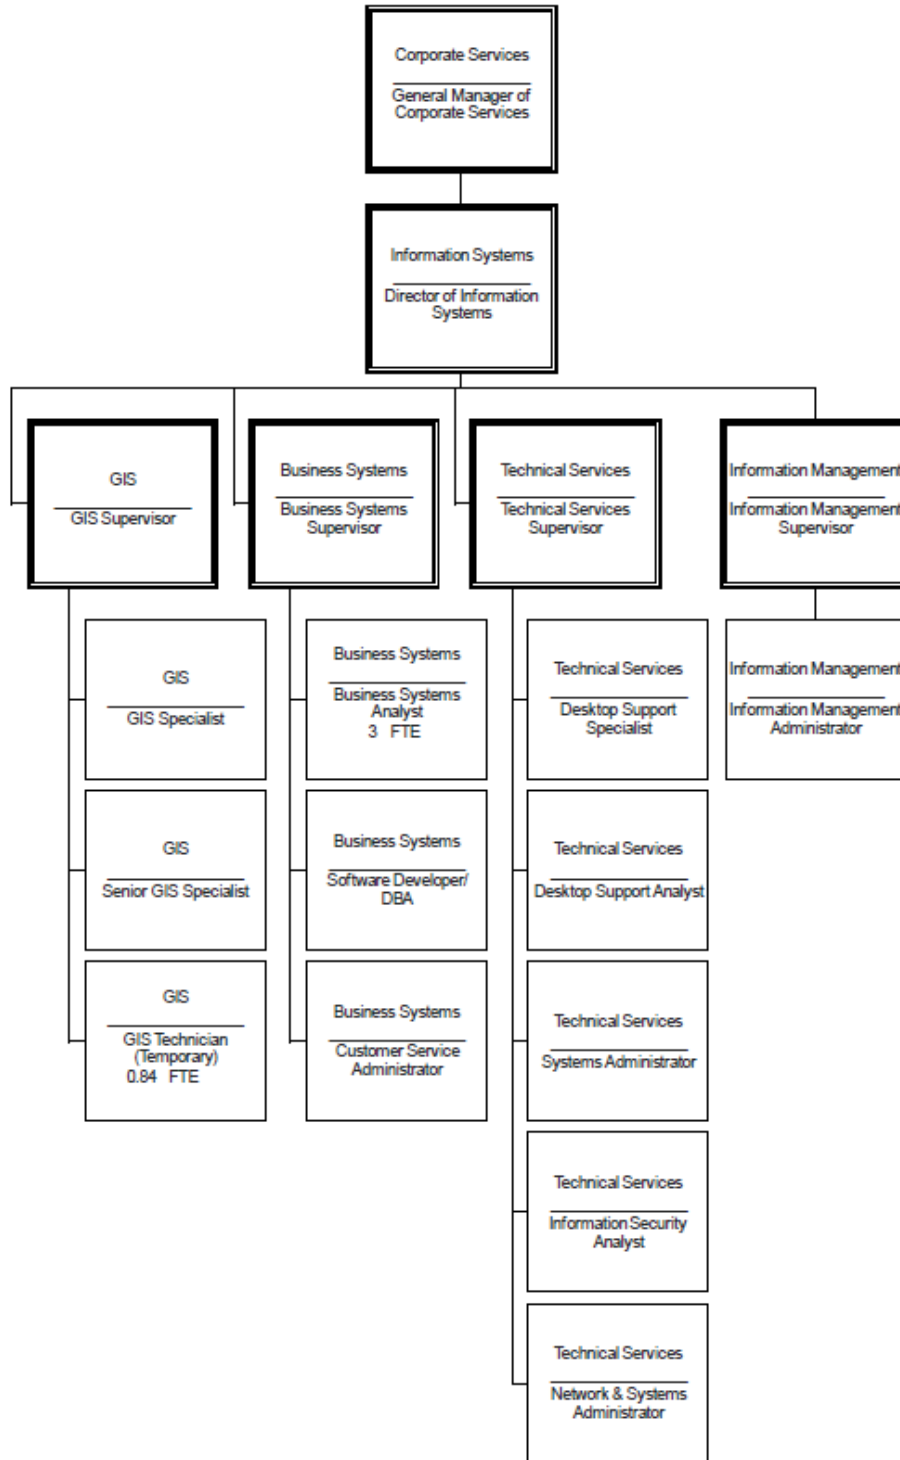 Corporate Services
General Manager of
Corporate Services
Information Systems
Director of Information
Systems
GIS
GIS Supervisor
Business Systems
Business Systems
Supervisor
Technical Services
Technical Services
Supervisor
Information Management
Information Management
Supervisor
GIS
GIS Specialist
GIS
Senior GIS Specialist
GIS
GIS Technician
(Temporary)
0.84 FTE
Business Systems
Business Systems
Analyst
3 FTE
Business Systems
Software Developer/
DBA
Business Systems
Customer Service
Administrator
Technical Services
Desktop Support
Specialist
Technical Services
Desktop Support Analyst
Technical Services
Systems Administrator
Technical Services
Information Security
Analyst
Technical Services
Network & Systems
Administrator
Information Management
Information Management
Administrator